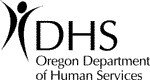 DHS
Oregon Department
of Human Services